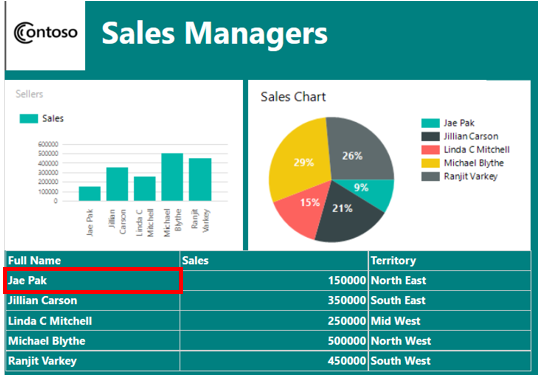 Contoso
Sales Managers
Sellers
Sales
600000
500000
400000
300000
200000
100000
0
Jae Pak
Jillian Carson
Linda C Mitchell
Michael Blythe
Ranjit Varkey
Sales Chart
26%
9%
21%
15%
29%
Jae Pak
Jillian Carson
Linda C Mitchell
Michael Blythe
Ranjit Varkey
Full Name Sales Territory
Jae Pak 150000 North East
Jillian Carson 350000 South East
Linda C Mitchell 250000 Mid West
Michael Blythe 500000 North West
Ranjit Varkey 450000 South West